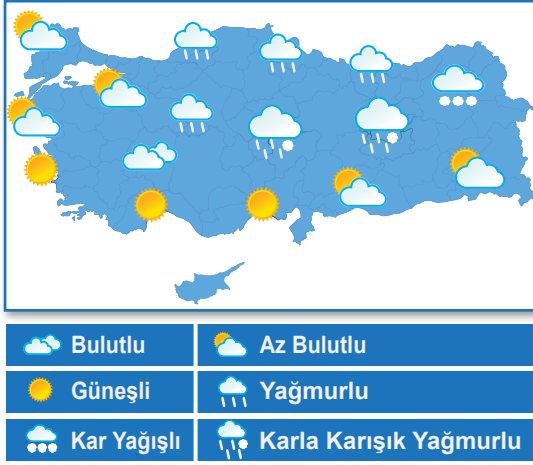 Bulutlu
Az Bulutlu
Güneşli
Yağmurlu
Kar Yağışlı
Karla Karışık Yağmurlu